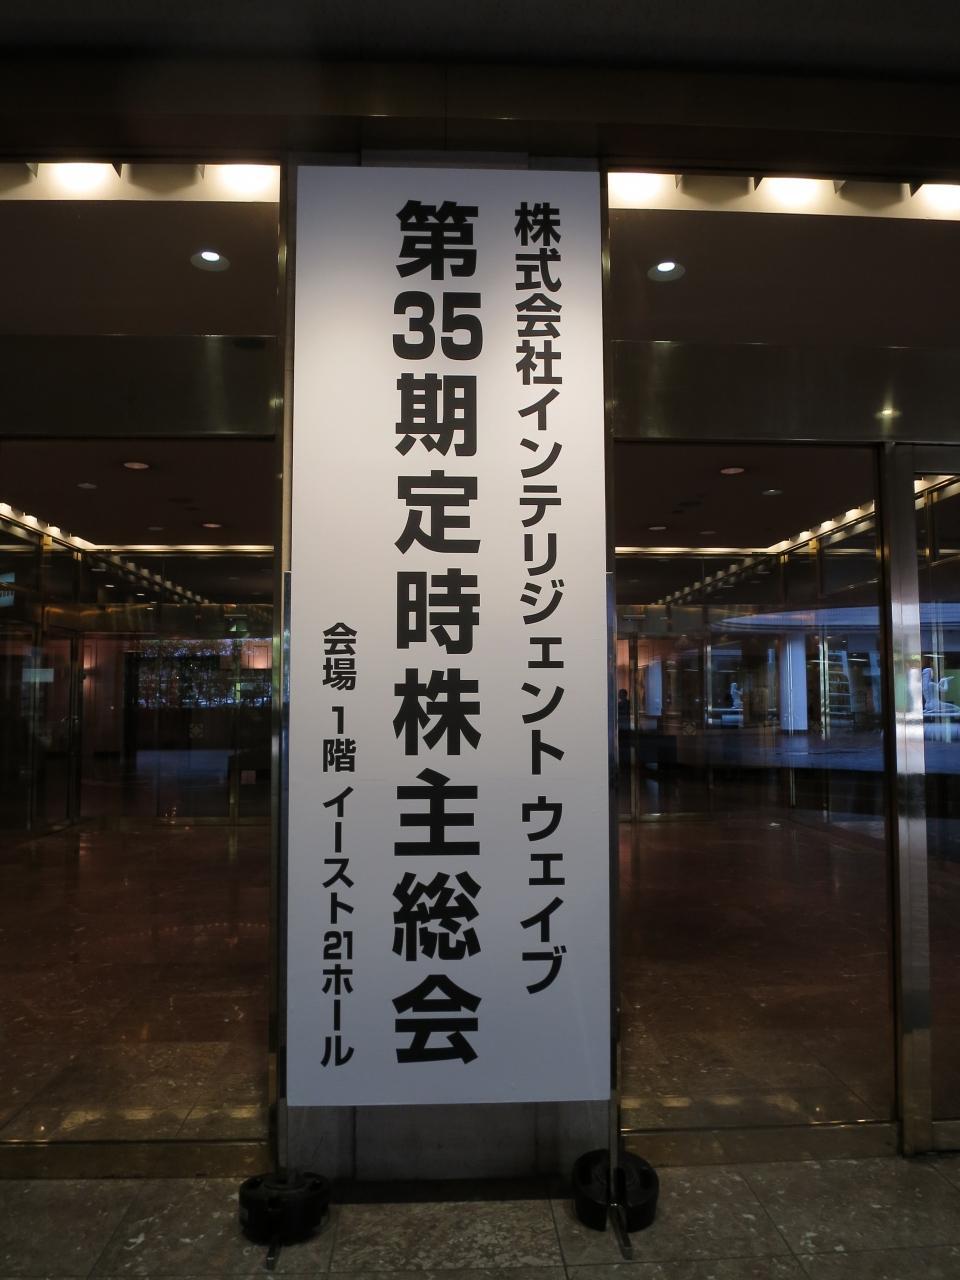 株式会社インテリジェント ウェイブ
第35期定時株主総会
会場 1階 イースト21ホール